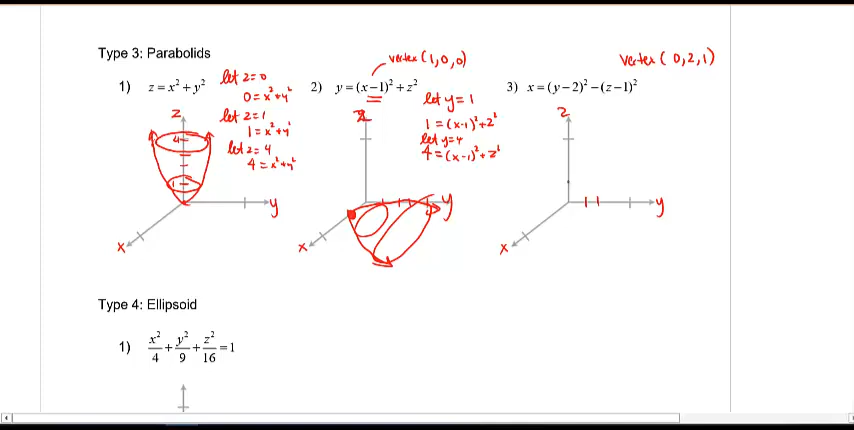 Type 3: Parabolids
1) z = x² + y²
let z=0
0 = x²+y²
let z=1
1 = x²+y²
let z=4
4 = x²+y²
z
4
1
y
x
2) y = (x−1)² + z²
vertex (1,0,0)
let y=1
1 = (x-1)²+z²
let y=4
4 = (x-1)²+z²
z
y
x
3) x = (y−2)² − (z−1)²
vertex (0,2,1)
z
y
x
Type 4: Ellipsoid
1) x²/4 + y²/9 + z²/16 = 1